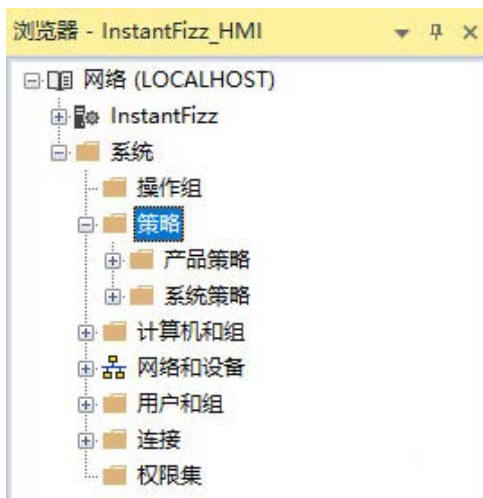 浏览器 - InstantFizz_HMI
网络 (LOCALHOST)
InstantFizz
系统
操作组
策略
产品策略
系统策略
计算机和组
网络和设备
用户和组
连接
权限集